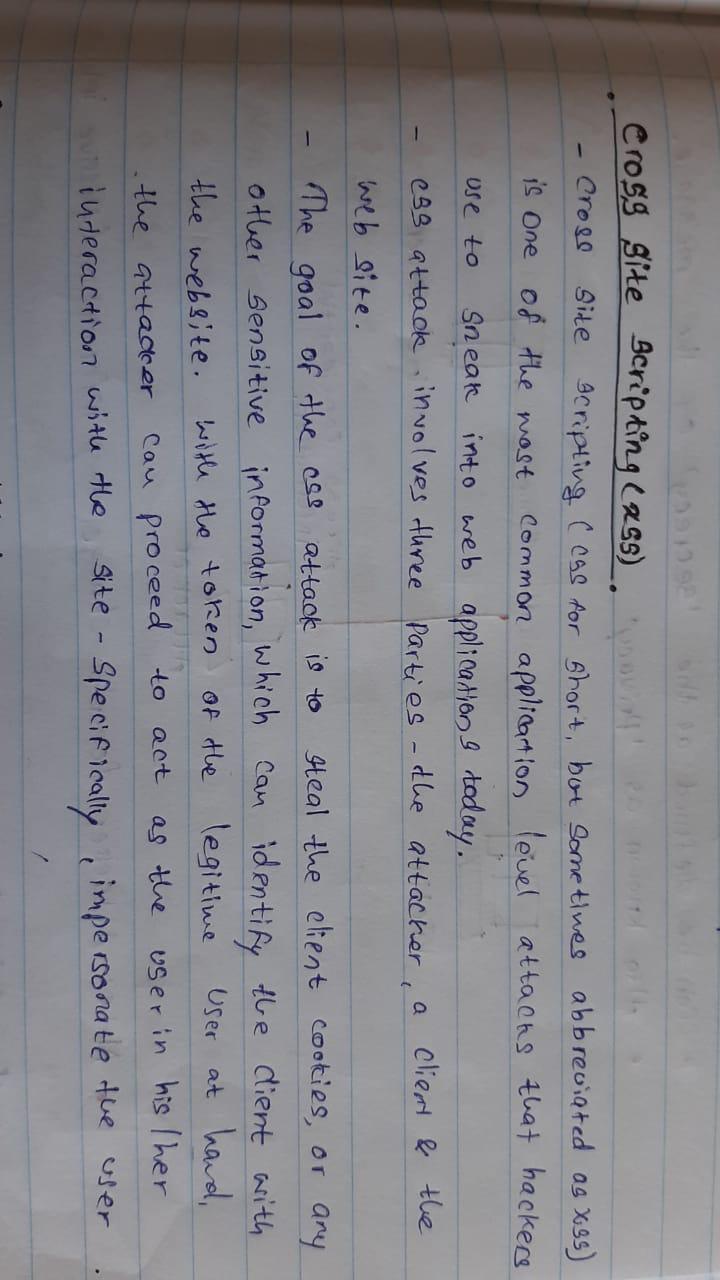 Cross Site Scripting (XSS).
- Cross Site Scripting (CSS for short, but sometimes abbreviated as XSS)
is one of the most common application level attacks that hackers
use to sneak into web applications today.
- CSS attack involves three parties - the attacker, a client & the
web site.
- The goal of the CSS attack is to steal the client cookies, or any
other sensitive information, which can identify the client with
the website. With the token of the legitime user at hand,
the attacker can proceed to act as the user in his/her
interaction with the site - Specifically, impersonate the user.